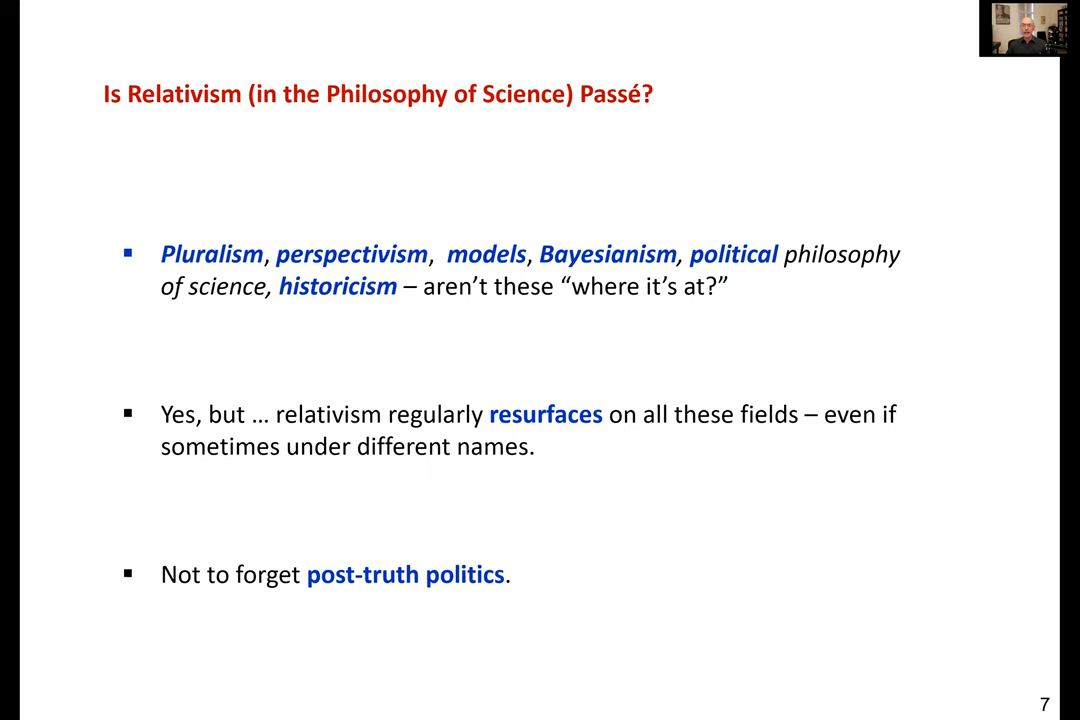 Is Relativism (in the Philosophy of Science) Passé?
▪ Pluralism, perspectivism, models, Bayesianism, political philosophy
of science, historicism – aren’t these “where it’s at?”
▪ Yes, but … relativism regularly resurfaces on all these fields – even if
sometimes under different names.
▪ Not to forget post-truth politics.
7